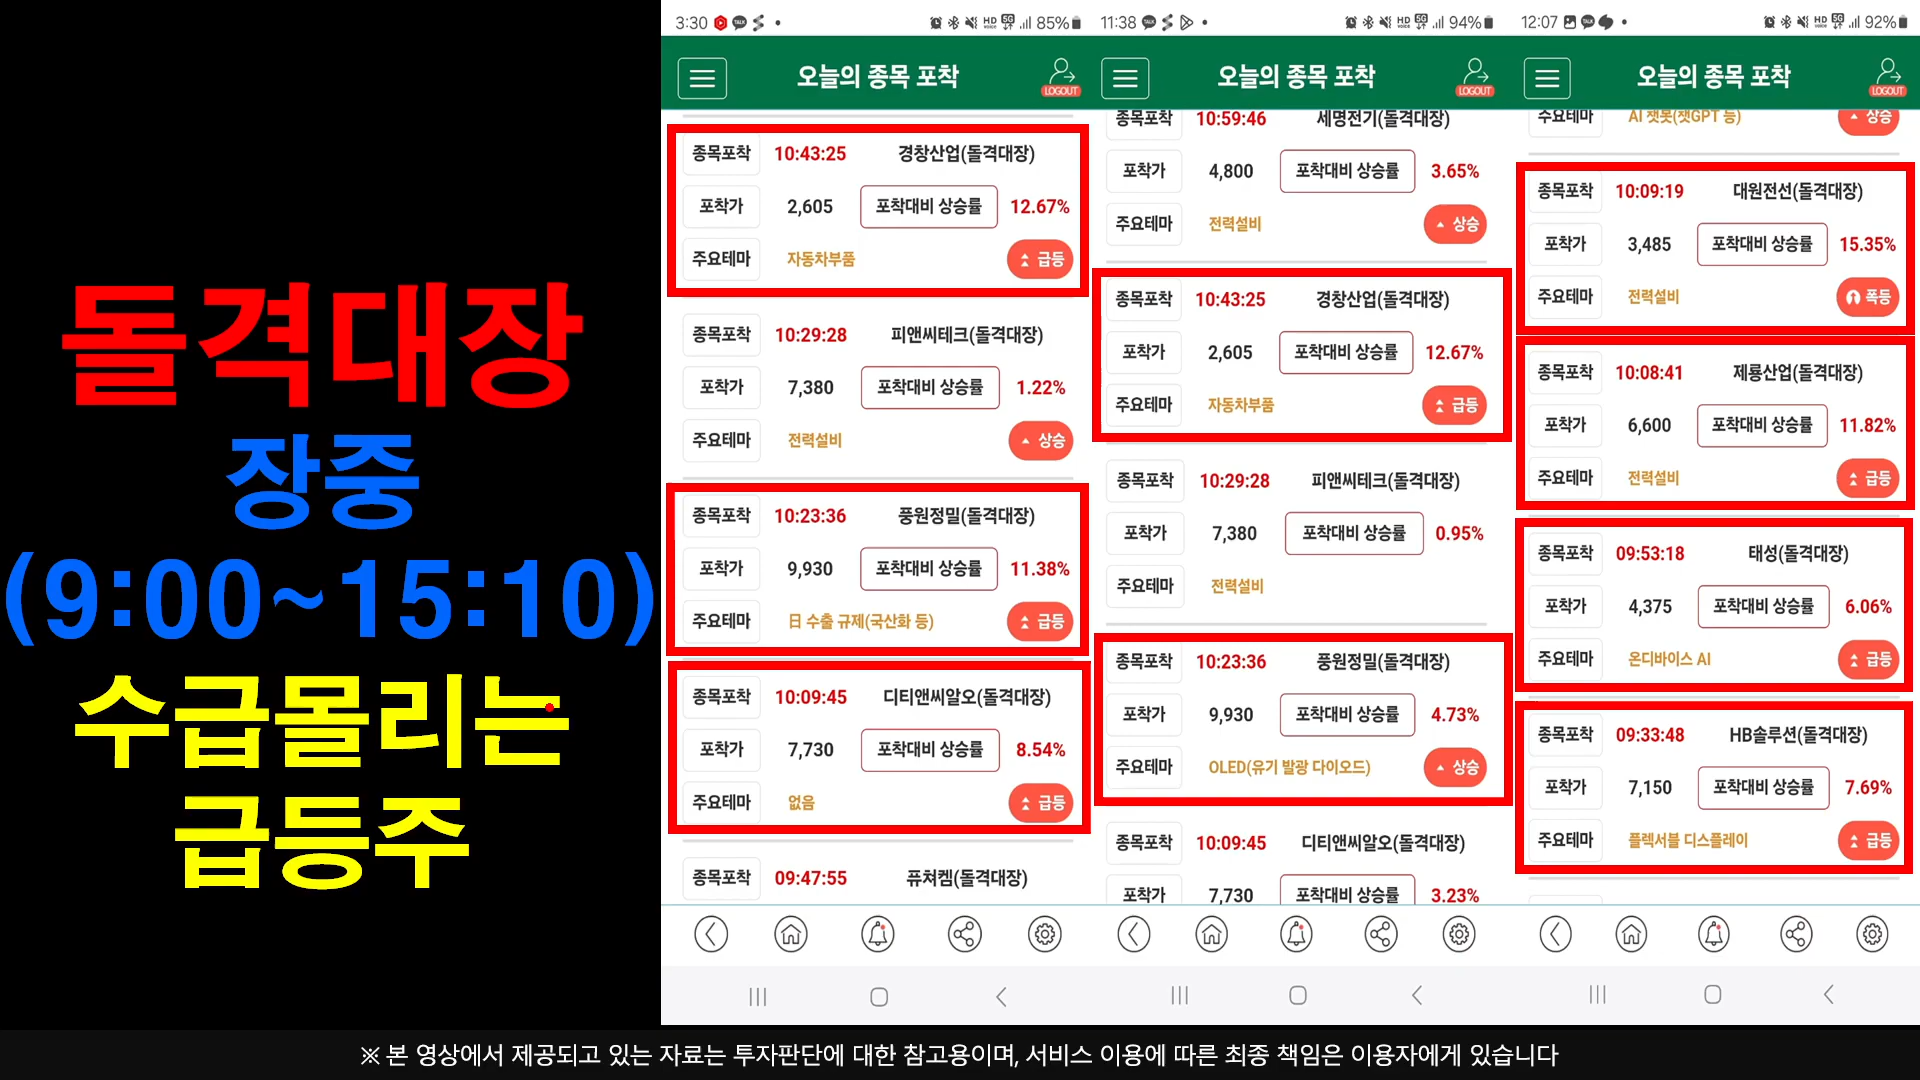 돌격대장
장중
(9:00~15:10)
수급몰리는
급등주
3:30 85%
오늘의 종목 포착
LOGOUT
종목포착 10:43:25 경창산업(돌격대장)
포착가 2,605 포착대비 상승률 12.67%
주요테마 자동차부품 급등
종목포착 10:29:28 피앤씨테크(돌격대장)
포착가 7,380 포착대비 상승률 1.22%
주요테마 전력설비 상승
종목포착 10:23:36 풍원정밀(돌격대장)
포착가 9,930 포착대비 상승률 11.38%
주요테마 日 수출 규제(국산화 등) 급등
종목포착 10:09:45 디티앤씨알오(돌격대장)
포착가 7,730 포착대비 상승률 8.54%
주요테마 없음 급등
종목포착 09:47:55 퓨쳐켐(돌격대장)
11:38 94%
오늘의 종목 포착
LOGOUT
종목포착 10:59:46 세명전기(돌격대장)
포착가 4,800 포착대비 상승률 3.65%
주요테마 전력설비 상승
종목포착 10:43:25 경창산업(돌격대장)
포착가 2,605 포착대비 상승률 12.67%
주요테마 자동차부품 급등
종목포착 10:29:28 피앤씨테크(돌격대장)
포착가 7,380 포착대비 상승률 0.95%
주요테마 전력설비
종목포착 10:23:36 풍원정밀(돌격대장)
포착가 9,930 포착대비 상승률 4.73%
주요테마 OLED(유기 발광 다이오드) 상승
종목포착 10:09:45 디티앤씨알오(돌격대장)
포착가 7,730 포착대비 상승률 3.23%
12:07 92%
오늘의 종목 포착
LOGOUT
주요테마 AI 챗봇(챗GPT 등) 상승
종목포착 10:09:19 대원전선(돌격대장)
포착가 3,485 포착대비 상승률 15.35%
주요테마 전력설비 폭등
종목포착 10:08:41 제룡산업(돌격대장)
포착가 6,600 포착대비 상승률 11.82%
주요테마 전력설비 급등
종목포착 09:53:18 태성(돌격대장)
포착가 4,375 포착대비 상승률 6.06%
주요테마 온디바이스 AI 급등
종목포착 09:33:48 HB솔루션(돌격대장)
포착가 7,150 포착대비 상승률 7.69%
주요테마 플렉서블 디스플레이 급등
※ 본 영상에서 제공되고 있는 자료는 투자판단에 대한 참고용이며, 서비스 이용에 따른 최종 책임은 이용자에게 있습니다